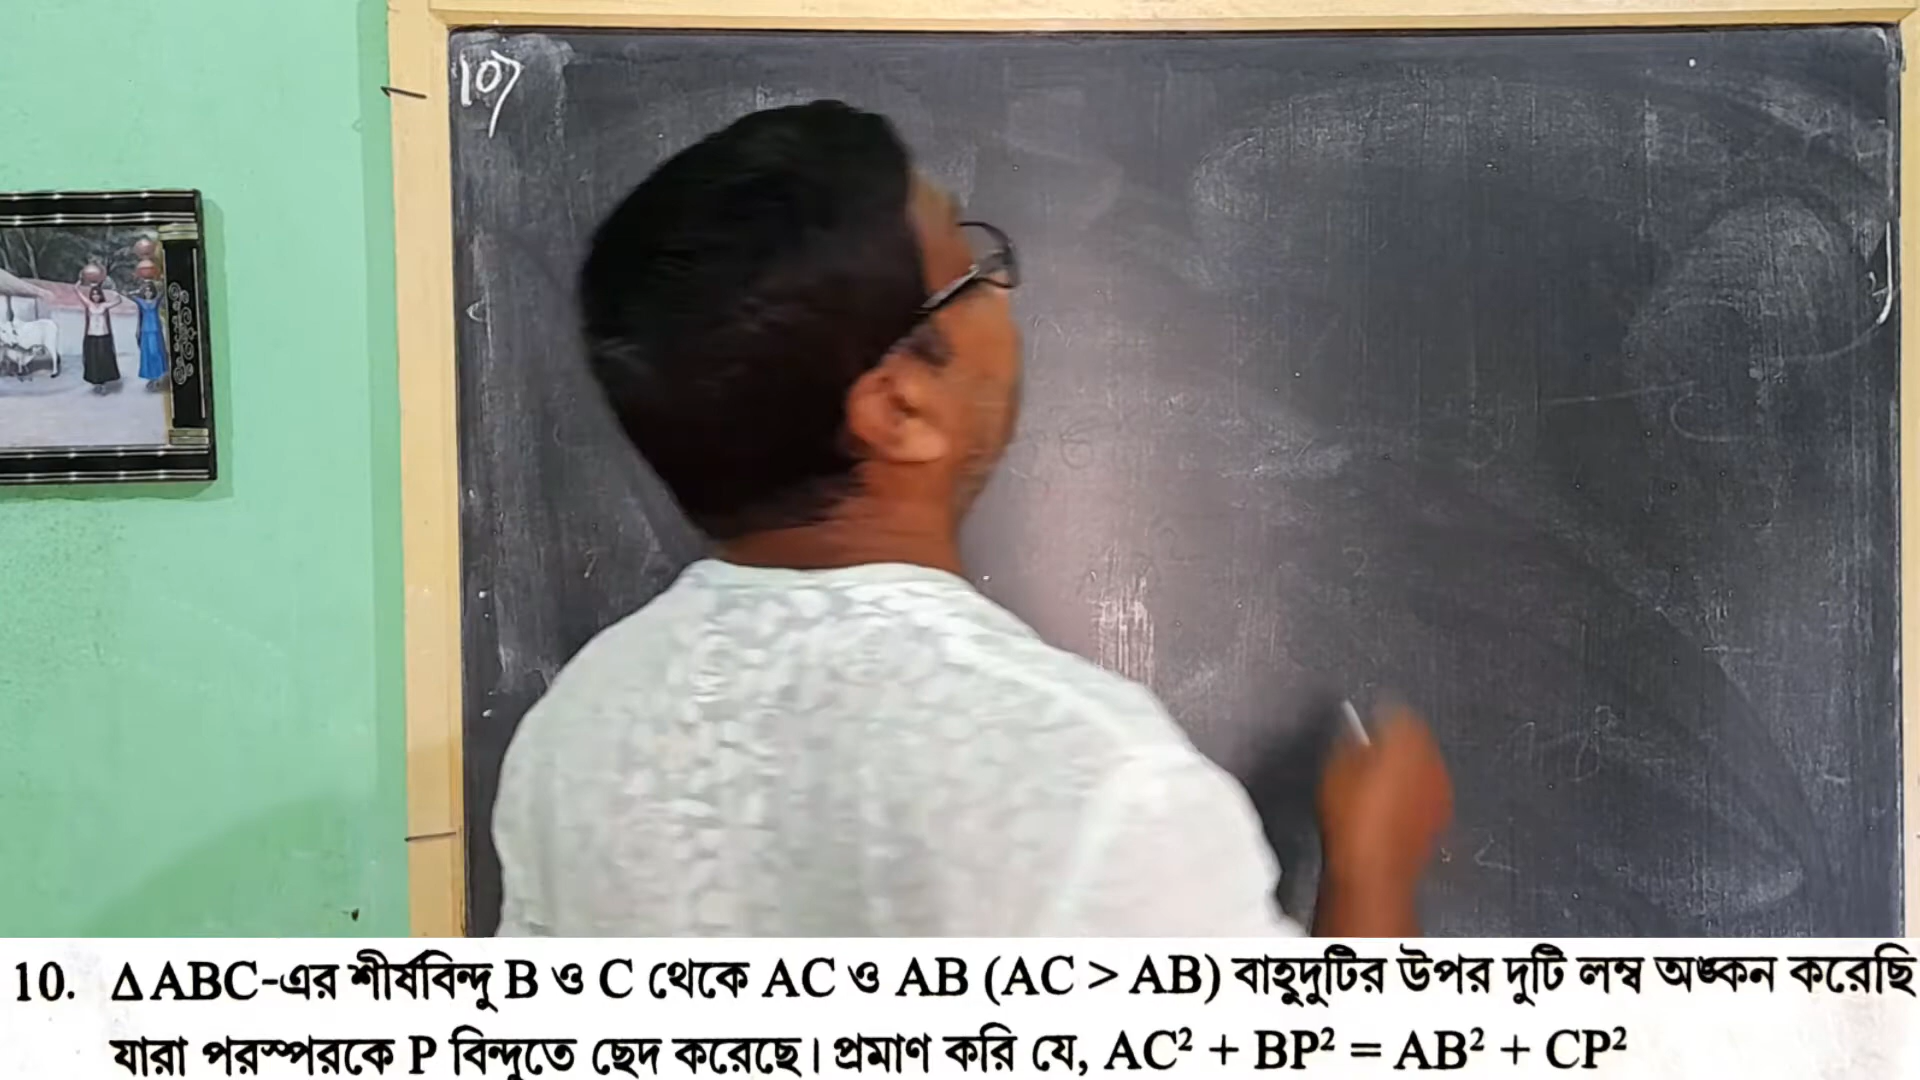 10)
10. Δ ABC-এর শীর্ষবিন্দু B ও C থেকে AC ও AB (AC > AB) বাহুদুটির উপর দুটি লম্ব অঙ্কন করেছি
যারা পরস্পরকে P বিন্দুতে ছেদ করেছে। প্রমাণ করি যে, AC² + BP² = AB² + CP²